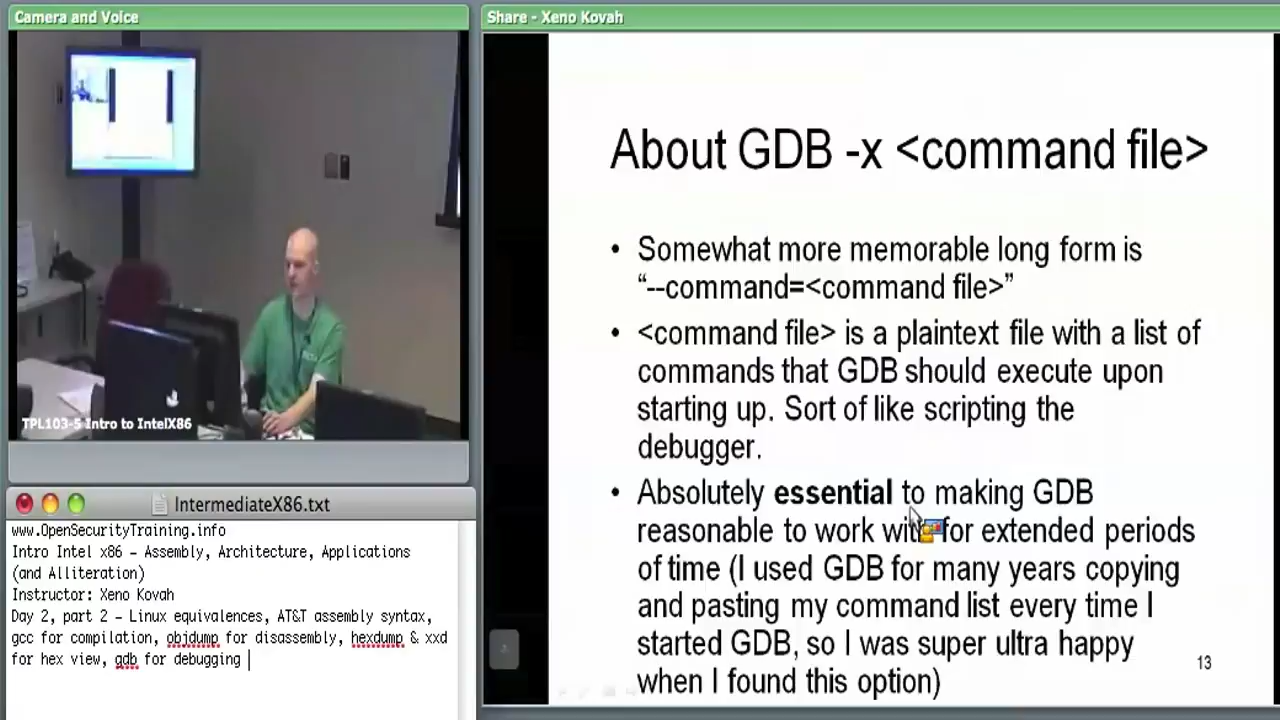 Camera and Voice
TPL103-5 Intro to IntelX86
IntermediateX86.txt
www.OpenSecurityTraining.info
Intro Intel x86 – Assembly, Architecture, Applications
(and Alliteration)
Instructor: Xeno Kovah
Day 2, part 2 – Linux equivalences, AT&T assembly syntax,
gcc for compilation, objdump for disassembly, hexdump & xxd
for hex view, gdb for debugging
Share - Xeno Kovah
About GDB -x <command file>
• Somewhat more memorable long form is
“--command=<command file>”
• <command file> is a plaintext file with a list of
commands that GDB should execute upon
starting up. Sort of like scripting the
debugger.
• Absolutely essential to making GDB
reasonable to work with for extended periods
of time (I used GDB for many years copying
and pasting my command list every time I
started GDB, so I was super ultra happy
when I found this option)
13